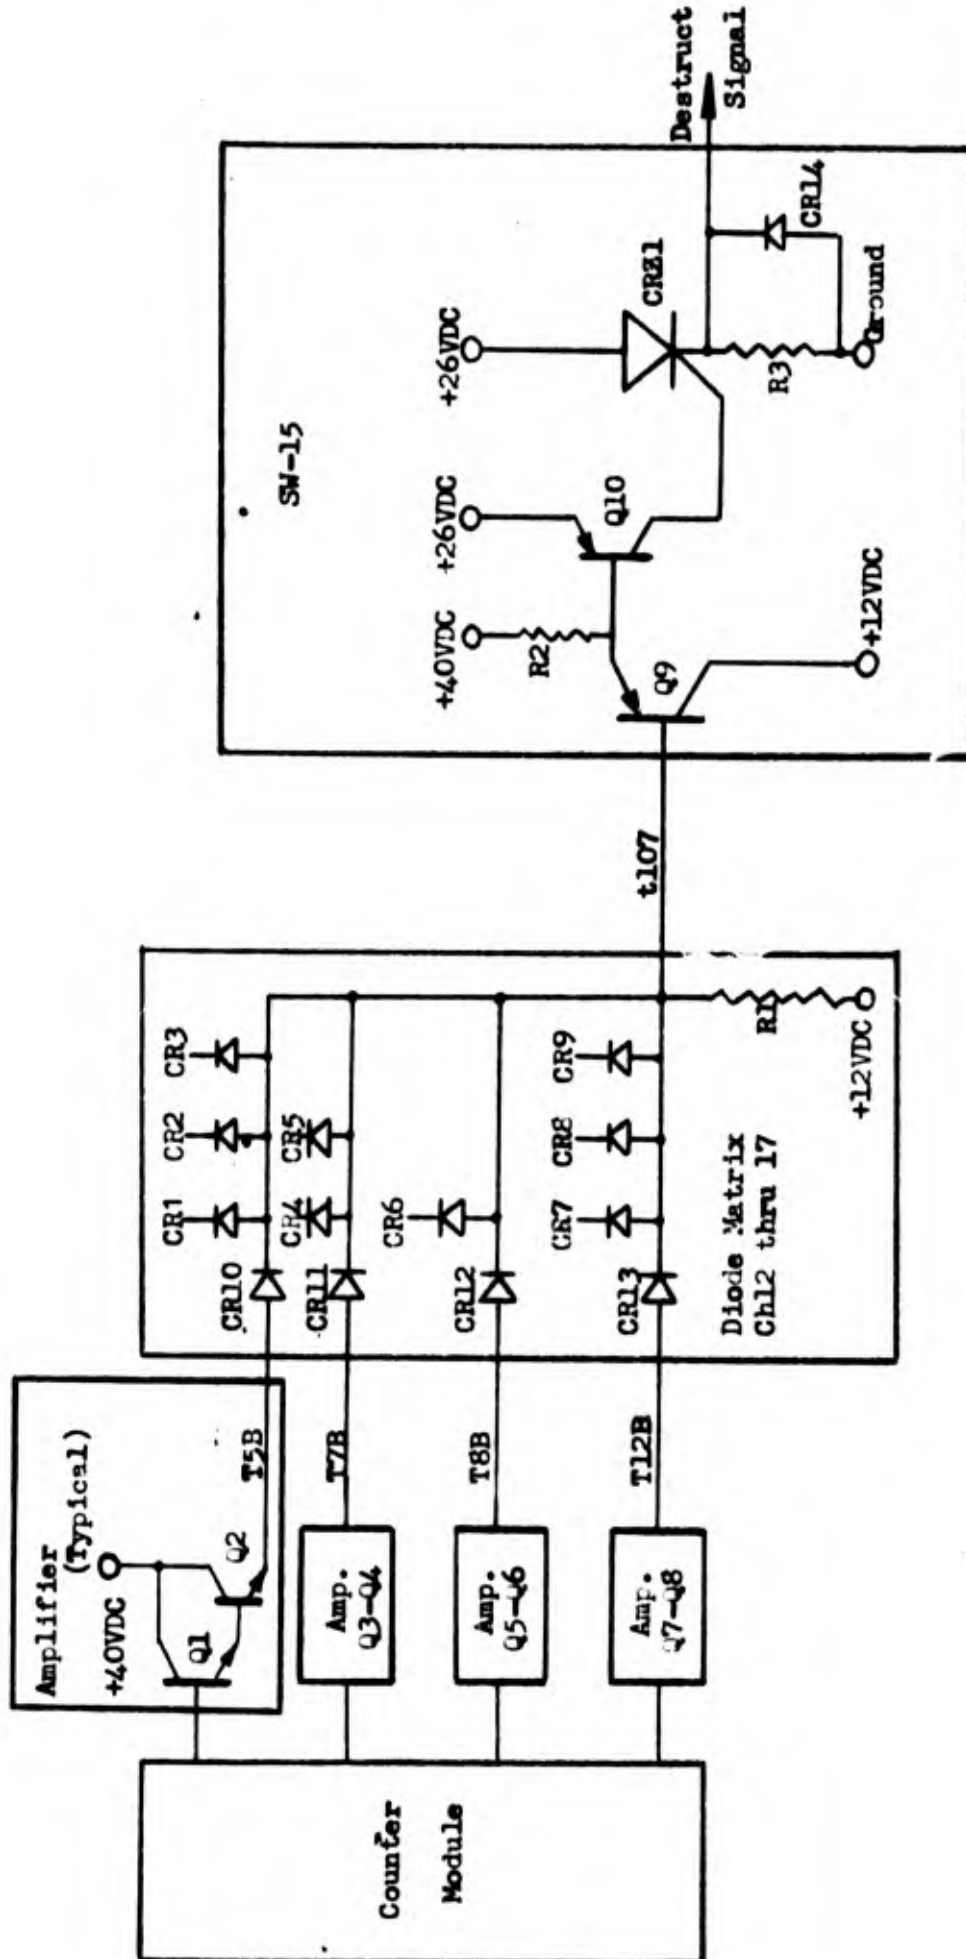 Counter
Module
Amplifier
(Typical)
+40VDC
Q1
Q2
T5B
Amp.
Q3-Q4
T7B
Amp.
Q5-Q6
T8B
Amp.
Q7-Q8
T12B
CR1
CR2
CR3
CR10
CR4
CR5
CR11
CR6
CR12
CR7
CR8
CR9
CR13
Diode Matrix
Ch12 thru 17
R1
+12VDC
t107
SW-15
+40VDC
+26VDC
+26VDC
R2
Q9
Q10
CRZ1
+12VDC
R3
CR14
Ground
Destruct
Signal